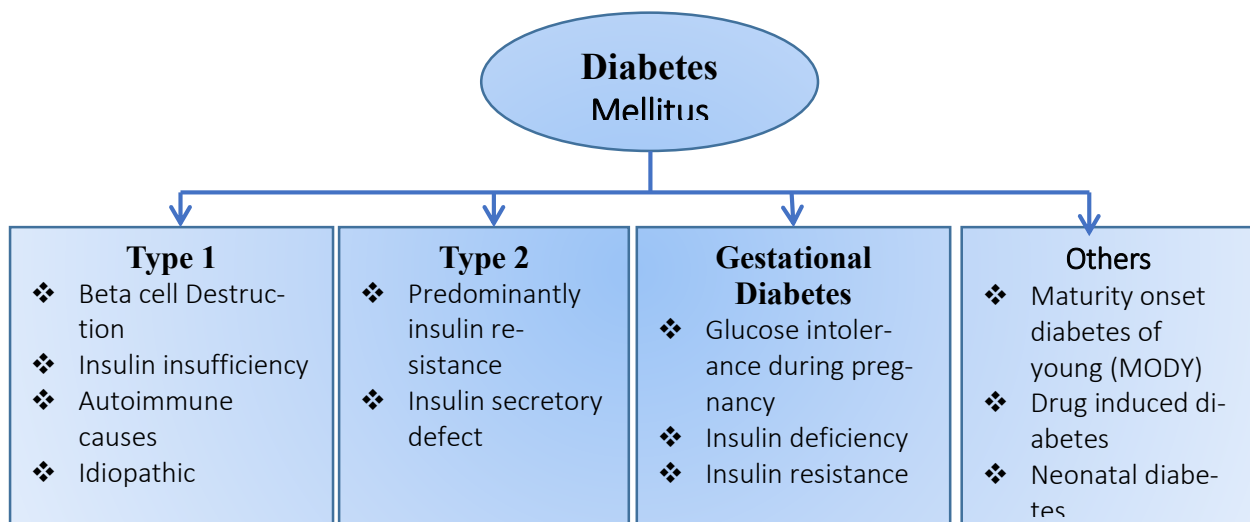 Diabetes
Mellitus
Type 1
❖ Beta cell Destruc-
tion
❖ Insulin insufficiency
❖ Autoimmune
causes
❖ Idiopathic
Type 2
❖ Predominantly
insulin re-
sistance
❖ Insulin secretory
defect
Gestational
Diabetes
❖ Glucose intoler-
ance during preg-
nancy
❖ Insulin deficiency
❖ Insulin resistance
Others
❖ Maturity onset
diabetes of
young (MODY)
❖ Drug induced di-
abetes
❖ Neonatal diabe-
tes